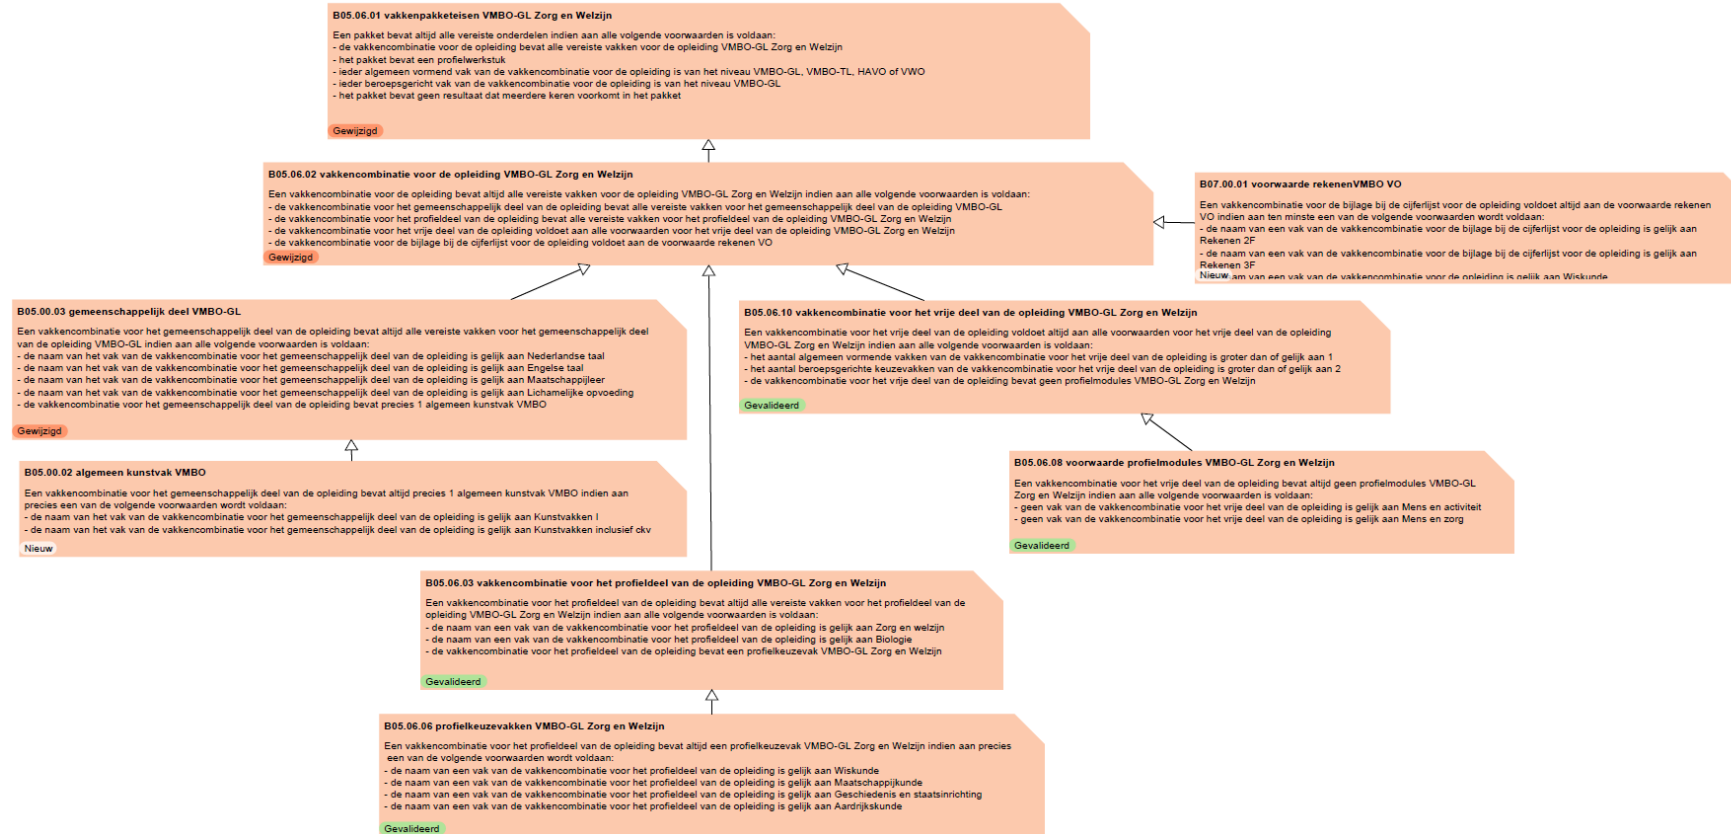 B05.06.01 vakkenpakketeisen VMBO-GL Zorg en Welzijn
Een pakket bevat altijd alle vereiste onderdelen indien aan alle volgende voorwaarden is voldaan:
- de vakkencombinatie voor de opleiding bevat alle vereiste vakken voor de opleiding VMBO-GL Zorg en Welzijn
- het pakket bevat een profielwerkstuk
- ieder algemeen vormend vak van de vakkencombinatie voor de opleiding is van het niveau VMBO-GL, VMBO-TL, HAVO of VWO
- ieder beroepsgericht vak van de vakkencombinatie voor de opleiding is van het niveau VMBO-GL
- het pakket bevat geen resultaat dat meerdere keren voorkomt in het pakket
Gewijzigd
B05.06.02 vakkencombinatie voor de opleiding VMBO-GL Zorg en Welzijn
Een vakkencombinatie voor de opleiding bevat altijd alle vereiste vakken voor de opleiding VMBO-GL Zorg en Welzijn indien aan alle volgende voorwaarden is voldaan:
- de vakkencombinatie voor het gemeenschappelijk deel van de opleiding bevat alle vereiste vakken voor het gemeenschappelijk deel van de opleiding VMBO-GL
- de vakkencombinatie voor het profieldeel van de opleiding bevat alle vereiste vakken voor het profieldeel van de opleiding VMBO-GL Zorg en Welzijn
- de vakkencombinatie voor het vrije deel van de opleiding voldoet aan alle voorwaarden voor het vrije deel van de opleiding VMBO-GL Zorg en Welzijn
- de vakkencombinatie voor de bijlage bij de cijferlijst voor de opleiding voldoet aan de voorwaarde rekenen VO
Gewijzigd
B07.00.01 voorwaarde rekenenVMBO VO
Een vakkencombinatie voor de bijlage bij de cijferlijst voor de opleiding voldoet altijd aan de voorwaarde rekenen
VO indien aan ten minste een van de volgende voorwaarden wordt voldaan:
- de naam van een vak van de vakkencombinatie voor de bijlage bij de cijferlijst voor de opleiding is gelijk aan
Rekenen 2F
- de naam van een vak van de vakkencombinatie voor de bijlage bij de cijferlijst voor de opleiding is gelijk aan
Rekenen 3F
am van een vak van de vakkencombinatie voor de opleiding is gelijk aan Wiskunde
Nieuw
B05.00.03 gemeenschappelijk deel VMBO-GL
Een vakkencombinatie voor het gemeenschappelijk deel van de opleiding bevat altijd alle vereiste vakken voor het gemeenschappelijk deel
van de opleiding VMBO-GL indien aan alle volgende voorwaarden is voldaan:
- de naam van het vak van de vakkencombinatie voor het gemeenschappelijk deel van de opleiding is gelijk aan Nederlandse taal
- de naam van het vak van de vakkencombinatie voor het gemeenschappelijk deel van de opleiding is gelijk aan Engelse taal
- de naam van het vak van de vakkencombinatie voor het gemeenschappelijk deel van de opleiding is gelijk aan Maatschappijleer
- de naam van het vak van de vakkencombinatie voor het gemeenschappelijk deel van de opleiding is gelijk aan Lichamelijke opvoeding
- de vakkencombinatie voor het gemeenschappelijk deel van de opleiding bevat precies 1 algemeen kunstvak VMBO
Gewijzigd
B05.06.10 vakkencombinatie voor het vrije deel van de opleiding VMBO-GL Zorg en Welzijn
Een vakkencombinatie voor het vrije deel van de opleiding voldoet altijd aan alle voorwaarden voor het vrije deel van de opleiding
VMBO-GL Zorg en Welzijn indien aan alle volgende voorwaarden is voldaan:
- het aantal algemeen vormende vakken van de vakkencombinatie voor het vrije deel van de opleiding is groter dan of gelijk aan 1
- het aantal beroepsgerichte keuzevakken van de vakkencombinatie voor het vrije deel van de opleiding is groter dan of gelijk aan 2
- de vakkencombinatie voor het vrije deel van de opleiding bevat geen profielmodules VMBO-GL Zorg en Welzijn
Gevalideerd
B05.00.02 algemeen kunstvak VMBO
Een vakkencombinatie voor het gemeenschappelijk deel van de opleiding bevat altijd precies 1 algemeen kunstvak VMBO indien aan
precies een van de volgende voorwaarden wordt voldaan:
- de naam van het vak van de vakkencombinatie voor het gemeenschappelijk deel van de opleiding is gelijk aan Kunstvakken I
- de naam van het vak van de vakkencombinatie voor het gemeenschappelijk deel van de opleiding is gelijk aan Kunstvakken inclusief ckv
Nieuw
B05.06.08 voorwaarde profielmodules VMBO-GL Zorg en Welzijn
Een vakkencombinatie voor het vrije deel van de opleiding bevat altijd geen profielmodules VMBO-GL
Zorg en Welzijn indien aan alle volgende voorwaarden is voldaan:
- geen vak van de vakkencombinatie voor het vrije deel van de opleiding is gelijk aan Mens en activiteit
- geen vak van de vakkencombinatie voor het vrije deel van de opleiding is gelijk aan Mens en zorg
Gevalideerd
B05.06.03 vakkencombinatie voor het profieldeel van de opleiding VMBO-GL Zorg en Welzijn
Een vakkencombinatie voor het profieldeel van de opleiding bevat altijd alle vereiste vakken voor het profieldeel van de
opleiding VMBO-GL Zorg en Welzijn indien aan alle volgende voorwaarden is voldaan:
- de naam van een vak van de vakkencombinatie voor het profieldeel van de opleiding is gelijk aan Zorg en welzijn
- de naam van een vak van de vakkencombinatie voor het profieldeel van de opleiding is gelijk aan Biologie
- de vakkencombinatie voor het profieldeel van de opleiding bevat een profielkeuzevak VMBO-GL Zorg en Welzijn
Gevalideerd
B05.06.06 profielkeuzevakken VMBO-GL Zorg en Welzijn
Een vakkencombinatie voor het profieldeel van de opleiding bevat altijd een profielkeuzevak VMBO-GL Zorg en Welzijn indien aan precies
een van de volgende voorwaarden wordt voldaan:
- de naam van een vak van de vakkencombinatie voor het profieldeel van de opleiding is gelijk aan Wiskunde
- de naam van een vak van de vakkencombinatie voor het profieldeel van de opleiding is gelijk aan Maatschappijkunde
- de naam van een vak van de vakkencombinatie voor het profieldeel van de opleiding is gelijk aan Geschiedenis en staatsinrichting
- de naam van een vak van de vakkencombinatie voor het profieldeel van de opleiding is gelijk aan Aardrijkskunde
Gevalideerd